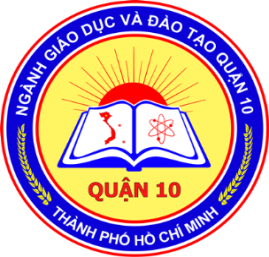 NGÀNH GIÁO DỤC VÀ ĐÀO TẠO QUẬN 10
QUẬN 10
THÀNH PHỐ HỒ CHÍ MINH